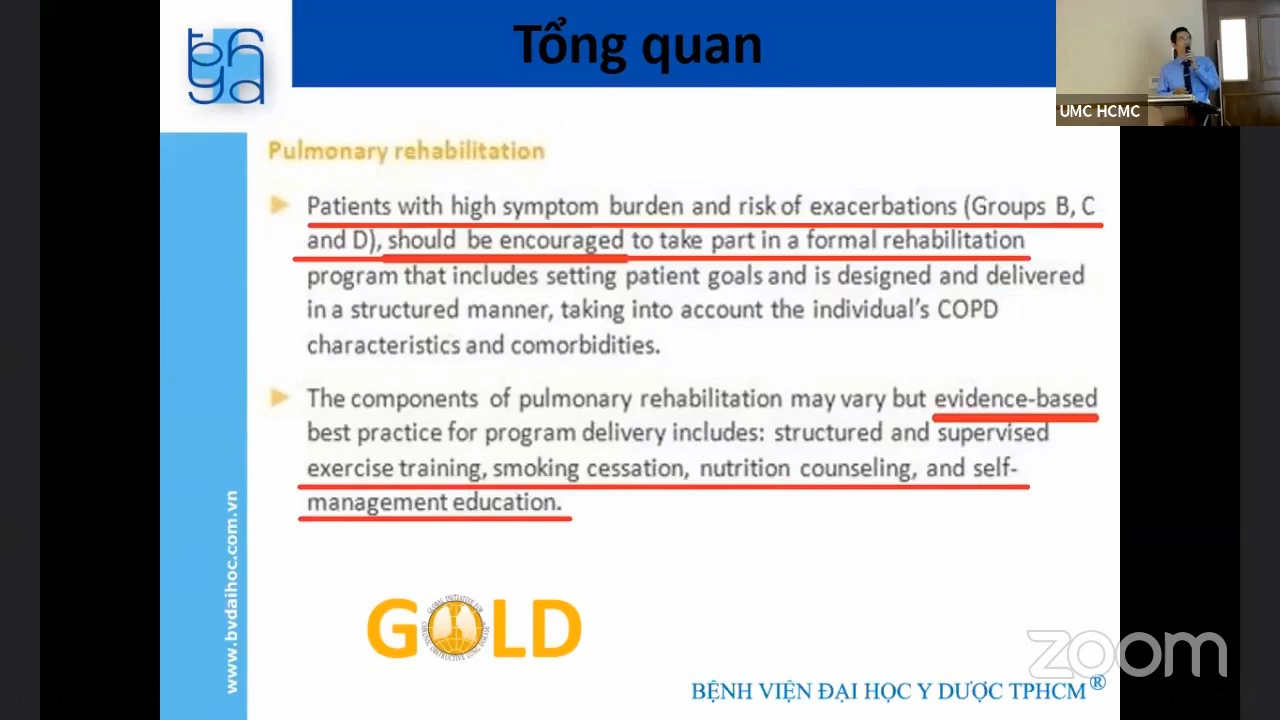 Tổng quan
UMC HCMC
Pulmonary rehabilitation
Patients with high symptom burden and risk of exacerbations (Groups B, C
and D), should be encouraged to take part in a formal rehabilitation
program that includes setting patient goals and is designed and delivered
in a structured manner, taking into account the individual's COPD
characteristics and comorbidities.
The components of pulmonary rehabilitation may vary but evidence-based
best practice for program delivery includes: structured and supervised
exercise training, smoking cessation, nutrition counseling, and self-
management education.
www.bvdaihoc.com.vn
GOLD
zoom
BỆNH VIỆN ĐẠI HỌC Y DƯỢC TPHCM®